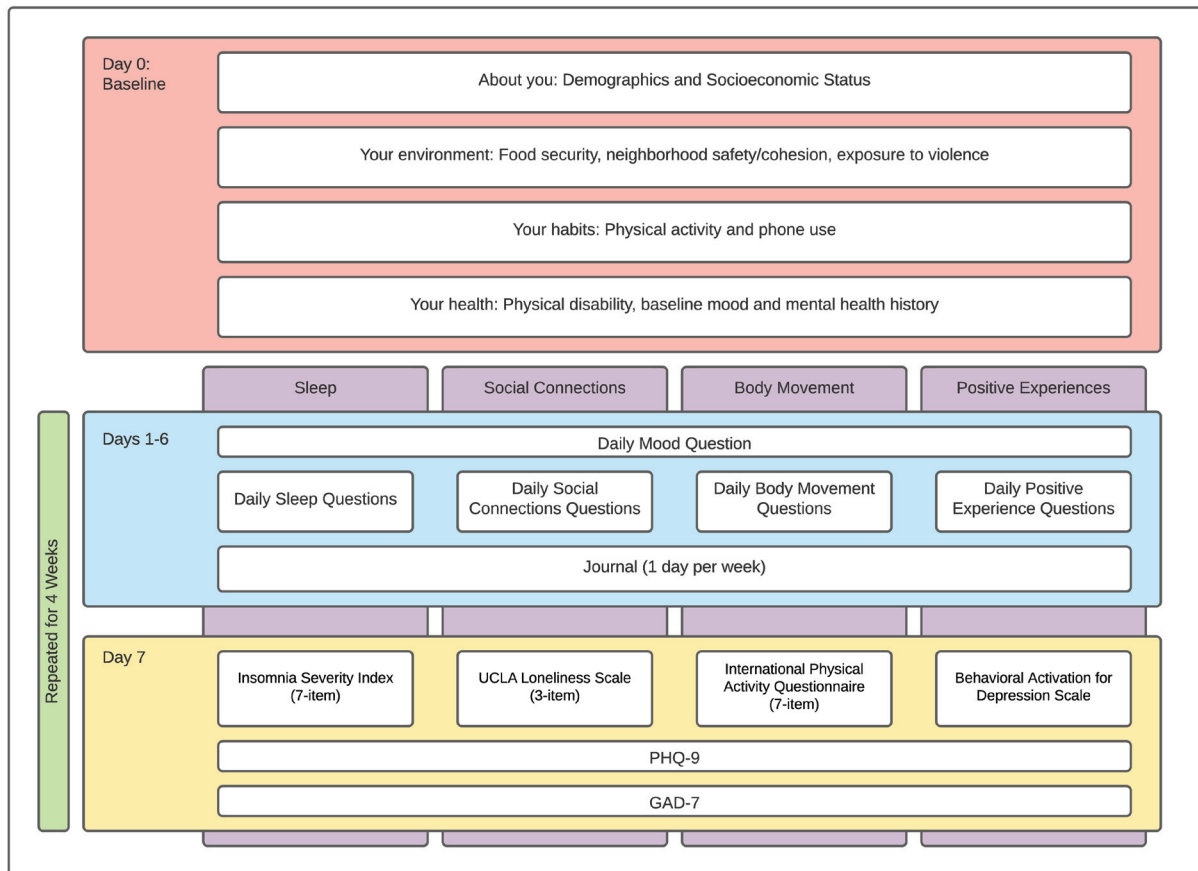 Day 0:
Baseline
About you: Demographics and Socioeconomic Status
Your environment: Food security, neighborhood safety/cohesion, exposure to violence
Your habits: Physical activity and phone use
Your health: Physical disability, baseline mood and mental health history
Sleep
Social Connections
Body Movement
Positive Experiences
Repeated for 4 Weeks
Days 1-6
Daily Mood Question
Daily Sleep Questions
Daily Social
Connections Questions
Daily Body Movement
Questions
Daily Positive
Experience Questions
Journal (1 day per week)
Day 7
Insomnia Severity Index
(7-item)
UCLA Loneliness Scale
(3-item)
International Physical
Activity Questionnaire
(7-item)
Behavioral Activation for
Depression Scale
PHQ-9
GAD-7